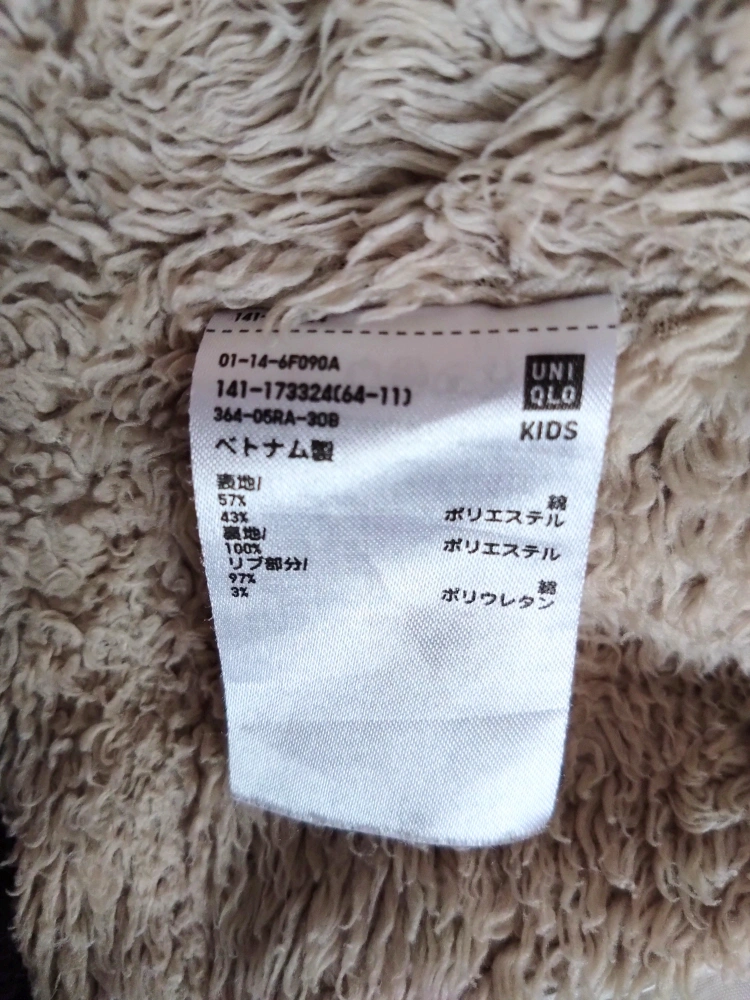 141-
01-14-6F090A
141-173324(64-11)
364-05RA-30B
ベトナム製
UNI
QLO
KIDS
表地/
57% 綿
43% ポリエステル
裏地/
100% ポリエステル
リブ部分/
97% 綿
3% ポリウレタン